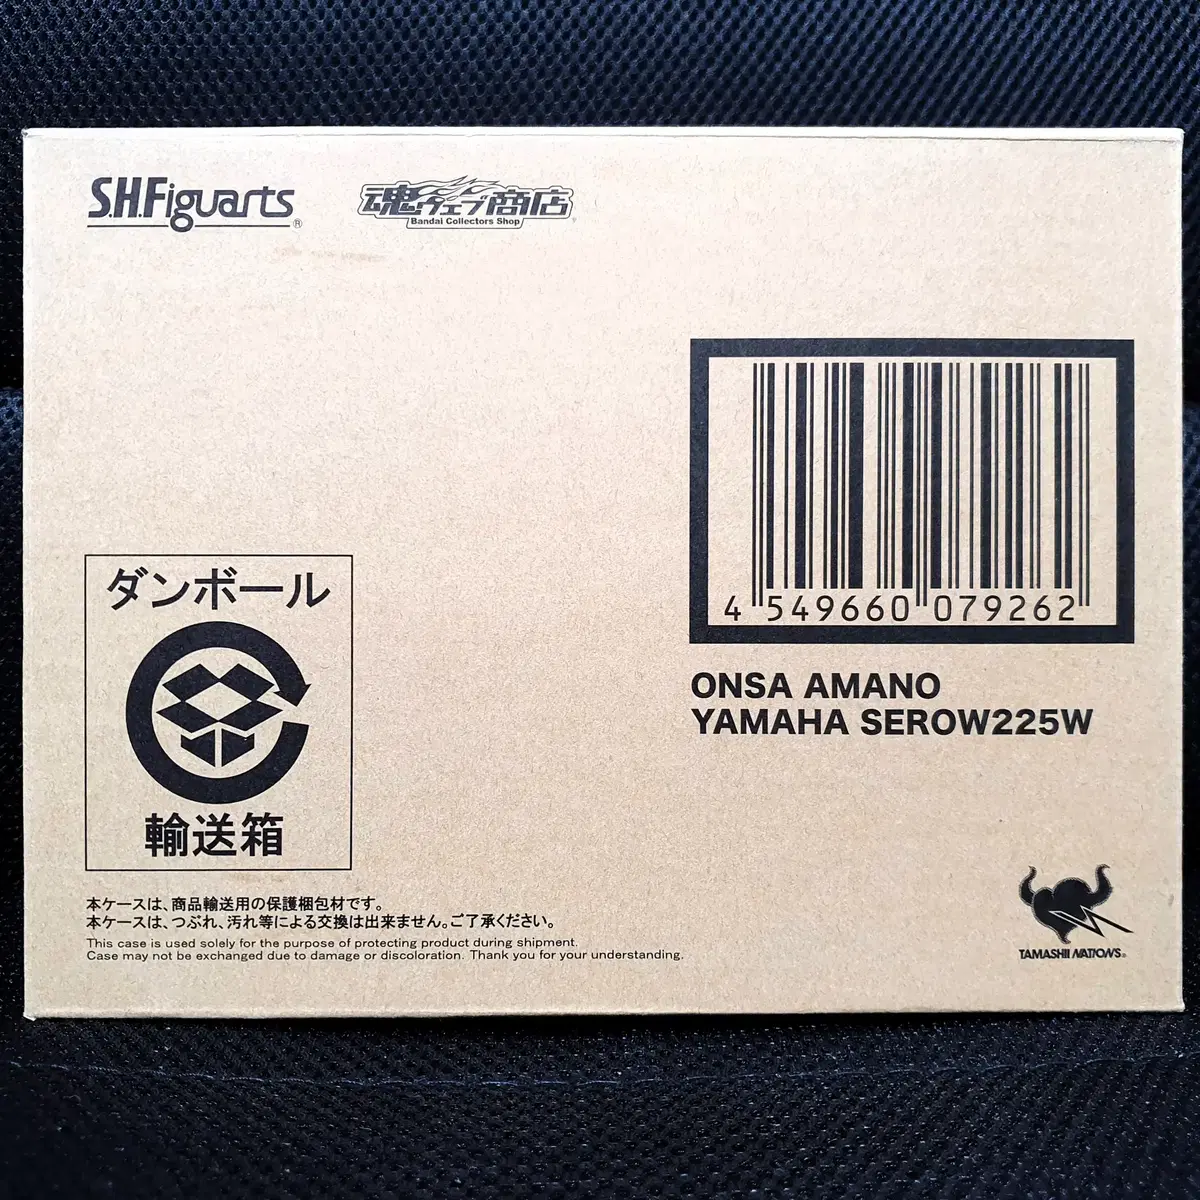 S.H.Figuarts®
魂ウェブ商店
Bandai Collectors Shop
4 549660 079262
ONSA AMANO
YAMAHA SEROW225W
ダンボール
輸送箱
本ケースは、商品輸送用の保護梱包材です。
本ケースは、つぶれ、汚れ等による交換は出来ません。ご了承ください。
This case is used solely for the purpose of protecting product during shipment.
Case may not be exchanged due to damage or discoloration. Thank you for your understanding.
TAMASHII NATIONS®